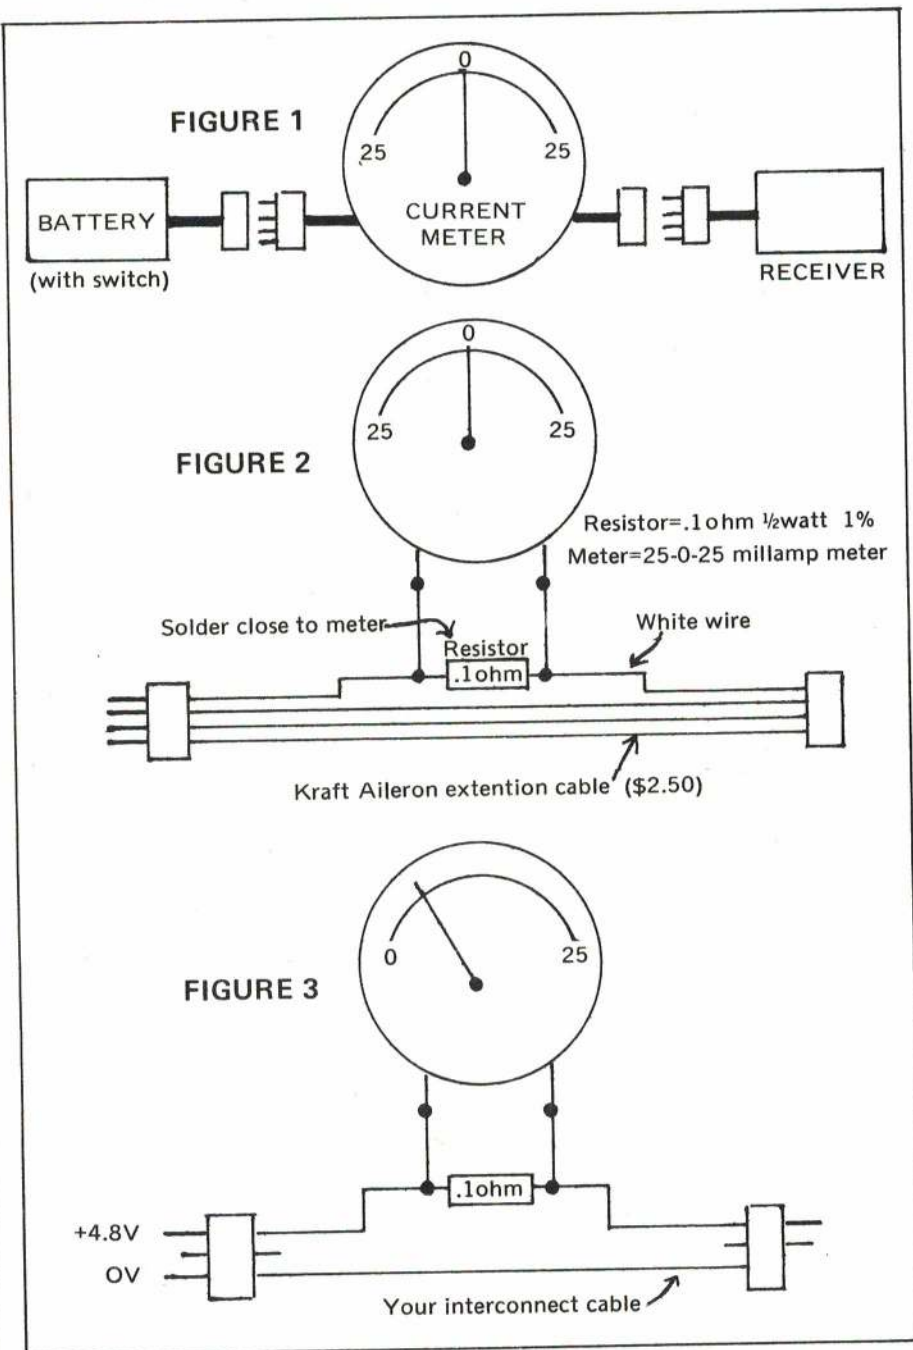 FIGURE 1
0
25
25
CURRENT
METER
BATTERY
(with switch)
RECEIVER
FIGURE 2
0
25
25
Resistor=.1ohm ½watt 1%
Meter=25-0-25 millamp meter
Solder close to meter
Resistor
.1ohm
White wire
Kraft Aileron extention cable ($2.50)
FIGURE 3
0
25
.1ohm
+4.8V
OV
Your interconnect cable